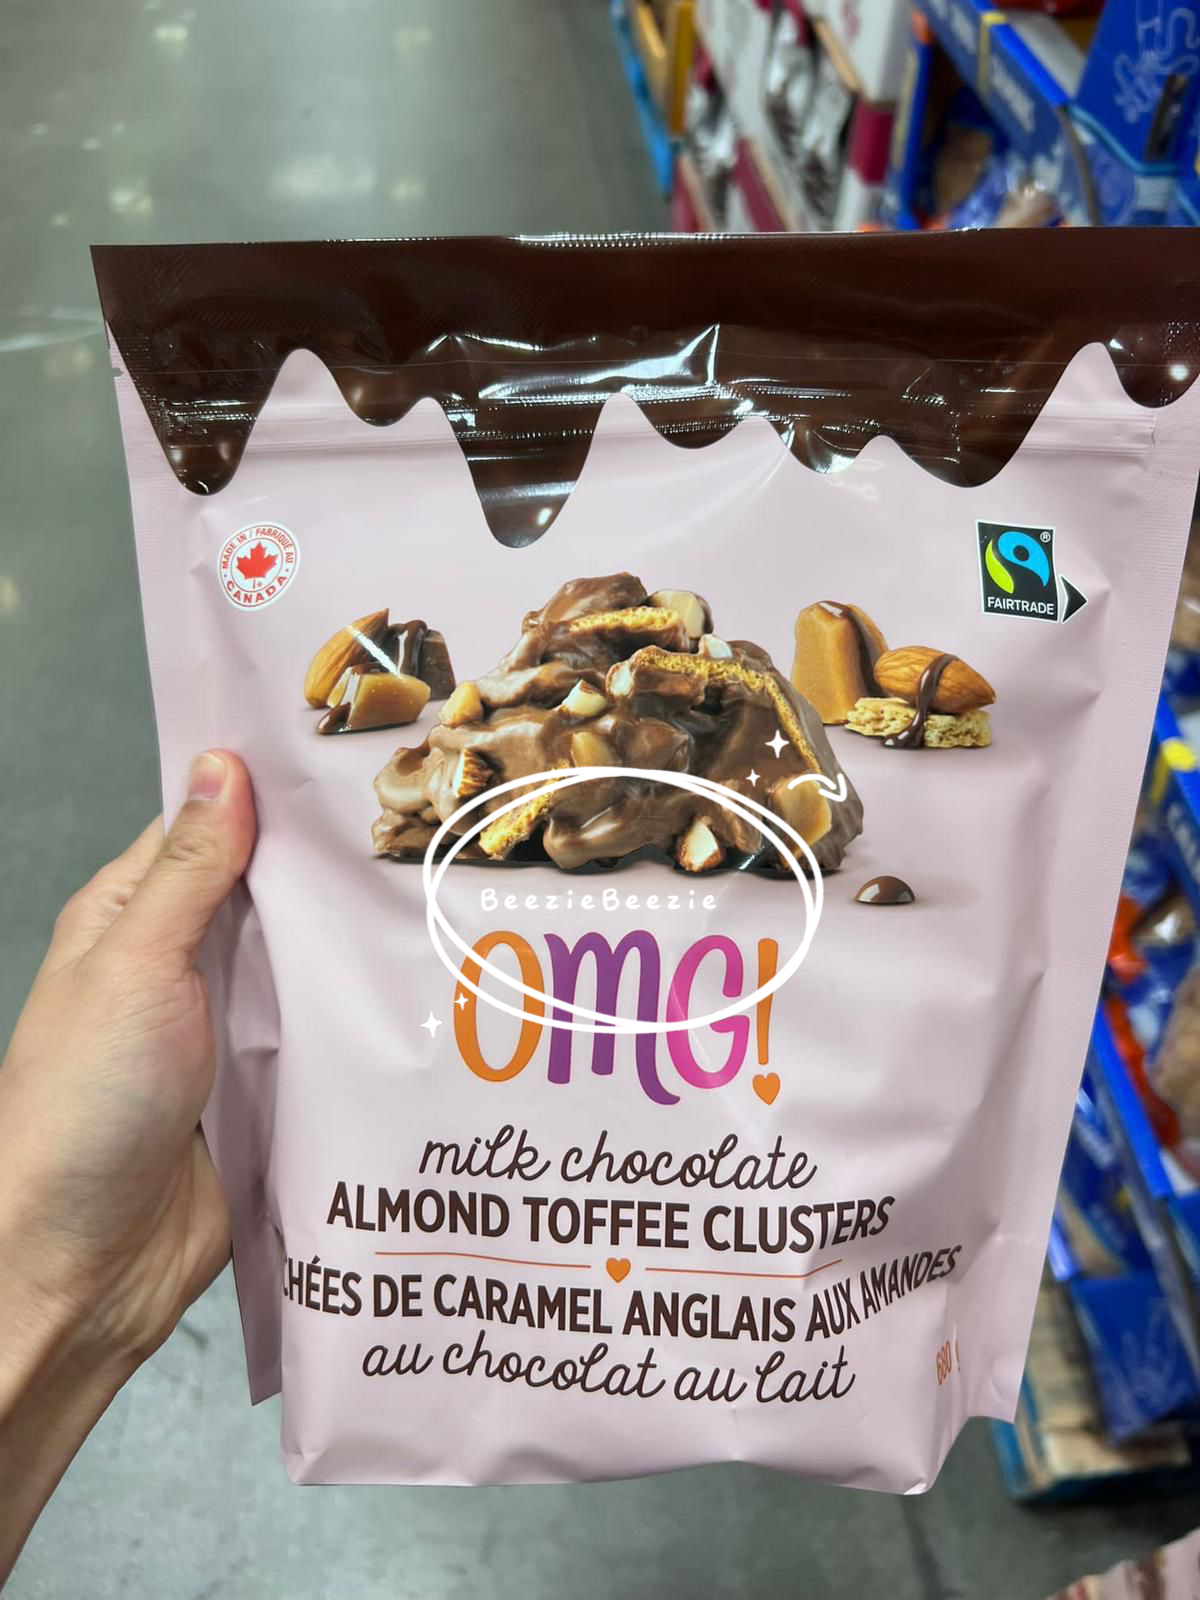 MADE IN / FABRIQUÉ AU
CANADA
FAIRTRADE
BeezieBeezie
OMG!
milk chocolate
ALMOND TOFFEE CLUSTERS
DE CARAMEL ANGLAIS AUX AMANDES
au chocolat au lait